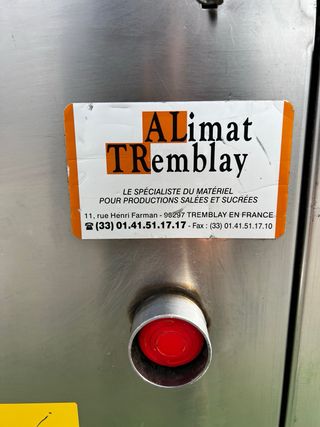 ALimat
TRemblay
LE SPÉCIALISTE DU MATÉRIEL
POUR PRODUCTIONS SALÉES ET SUCRÉES
11, rue Henri Farman - 93297 TREMBLAY EN FRANCE
☎ (33) 01.41.51.17.17 - Fax : (33) 01.41.51.17.10